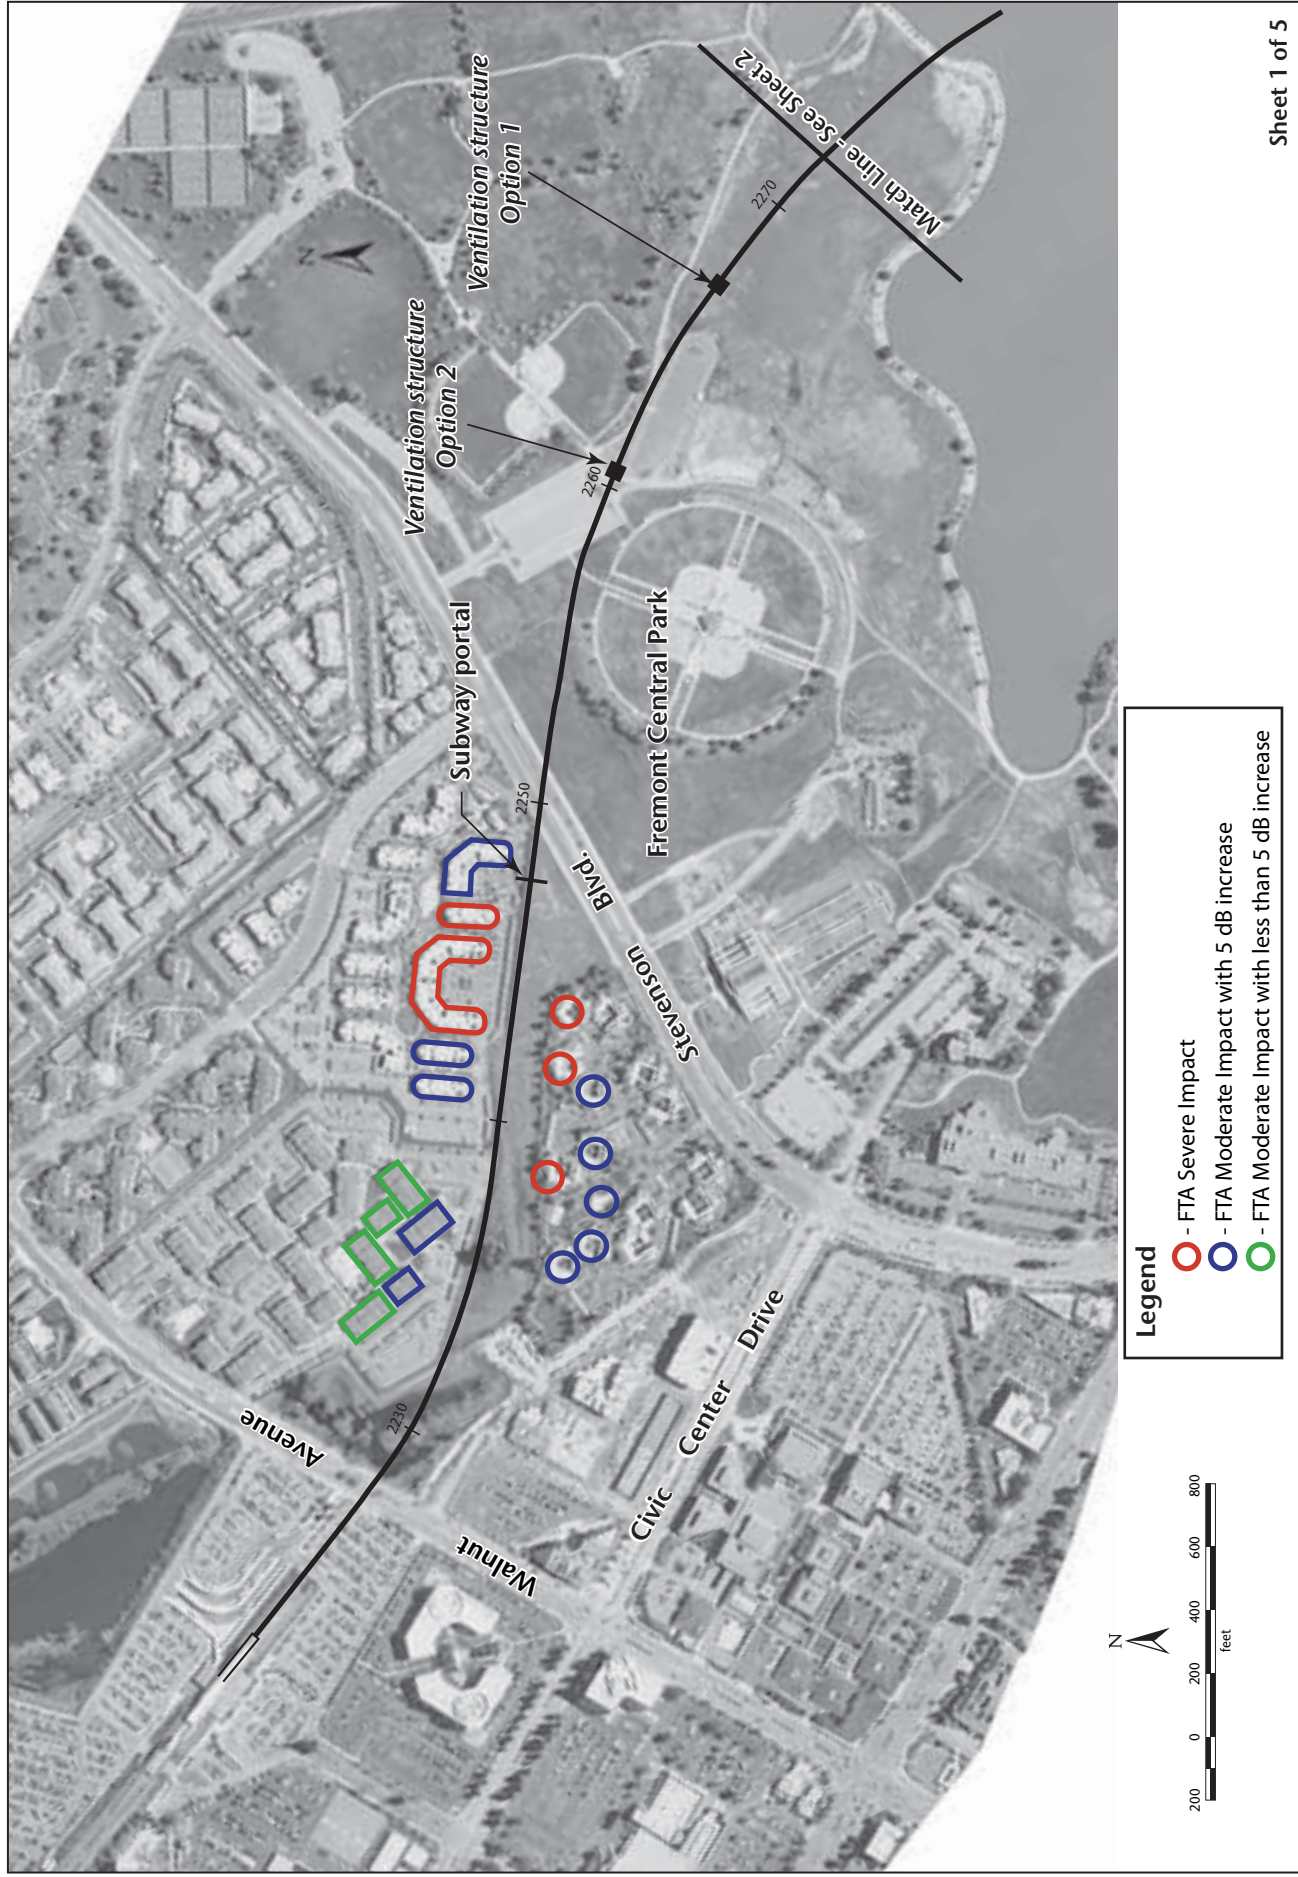 Ventilation structure
Option 1
Ventilation structure
Option 2
Match Line - See Sheet 2
2270
2260
Subway portal
2250
Fremont Central Park
Stevenson Blvd.
N
2230
Walnut Avenue
Civic Center Drive
N
200 0 200 400 600 800
feet
Legend
- FTA Severe Impact
- FTA Moderate Impact with 5 dB increase
- FTA Moderate Impact with less than 5 dB increase
Sheet 1 of 5